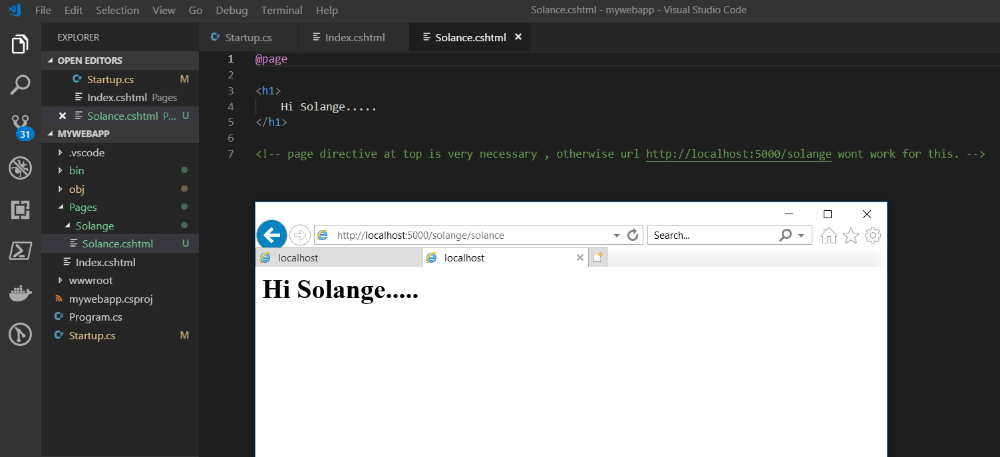 File Edit Selection View Go Debug Terminal Help Solance.cshtml - mywebapp - Visual Studio Code
EXPLORER
Startup.cs Index.cshtml Solance.cshtml
OPEN EDITORS
Startup.cs M
Index.cshtml Pages
Solance.cshtml P... U
MYWEBAPP
.vscode
bin
obj
Pages
Solange
Solance.cshtml U
Index.cshtml
wwwroot
mywebapp.csproj
Program.cs
Startup.cs M
31
1 @page
2
3 <h1>
4 Hi Solange.....
5 </h1>
6
7 <!-- page directive at top is very necessary , otherwise url http://localhost:5000/solange wont work for this. -->
http://localhost:5000/solange/solance Search...
localhost localhost
Hi Solange.....